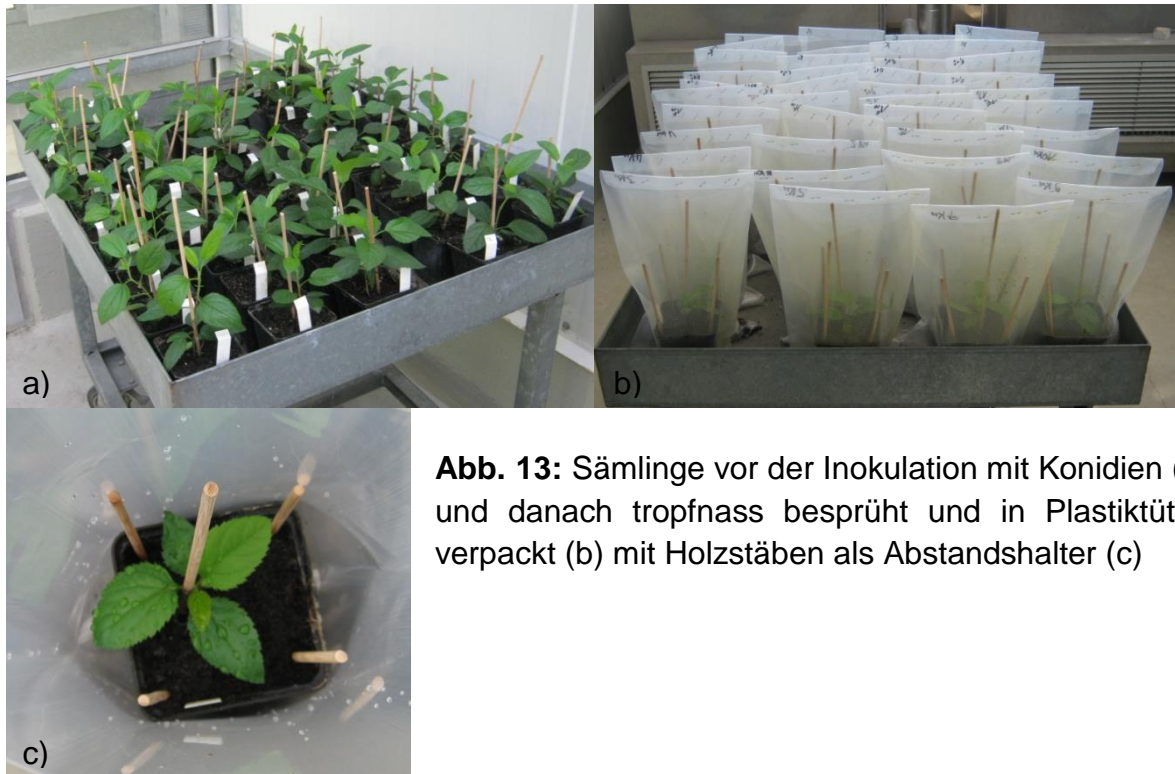 a)
b)
c)
Abb. 13: Sämlinge vor der Inokulation mit Konidien (
und danach tropfnass besprüht und in Plastiktüt
verpackt (b) mit Holzstäben als Abstandshalter (c)